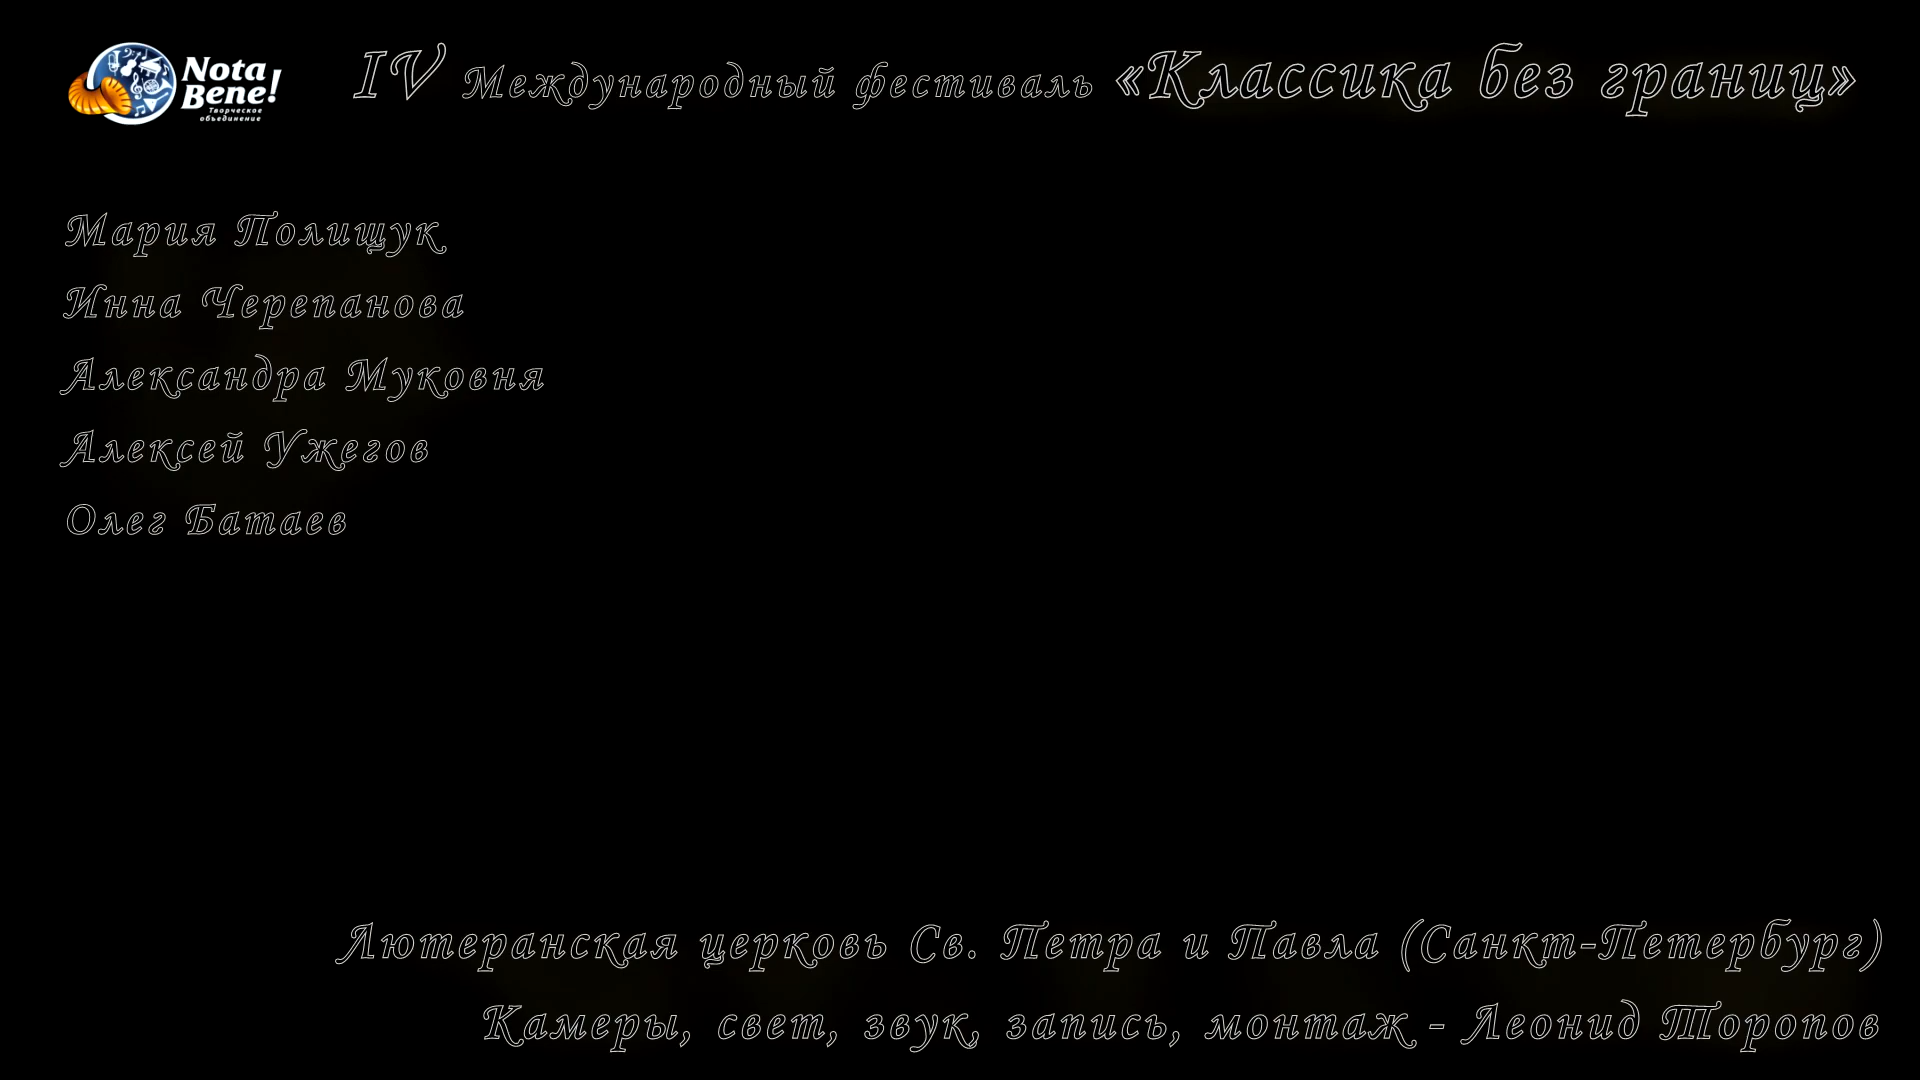 Nota
Bene!
Творческое
объединение
IV Международный фестиваль «Классика без границ»
Мария Полищук
Инна Черепанова
Александра Муковня
Алексей Ужегов
Олег Батаев
Лютеранская церковь Св. Петра и Павла (Санкт-Петербург)
Камеры, свет, звук, запись, монтаж - Леонид Торопов